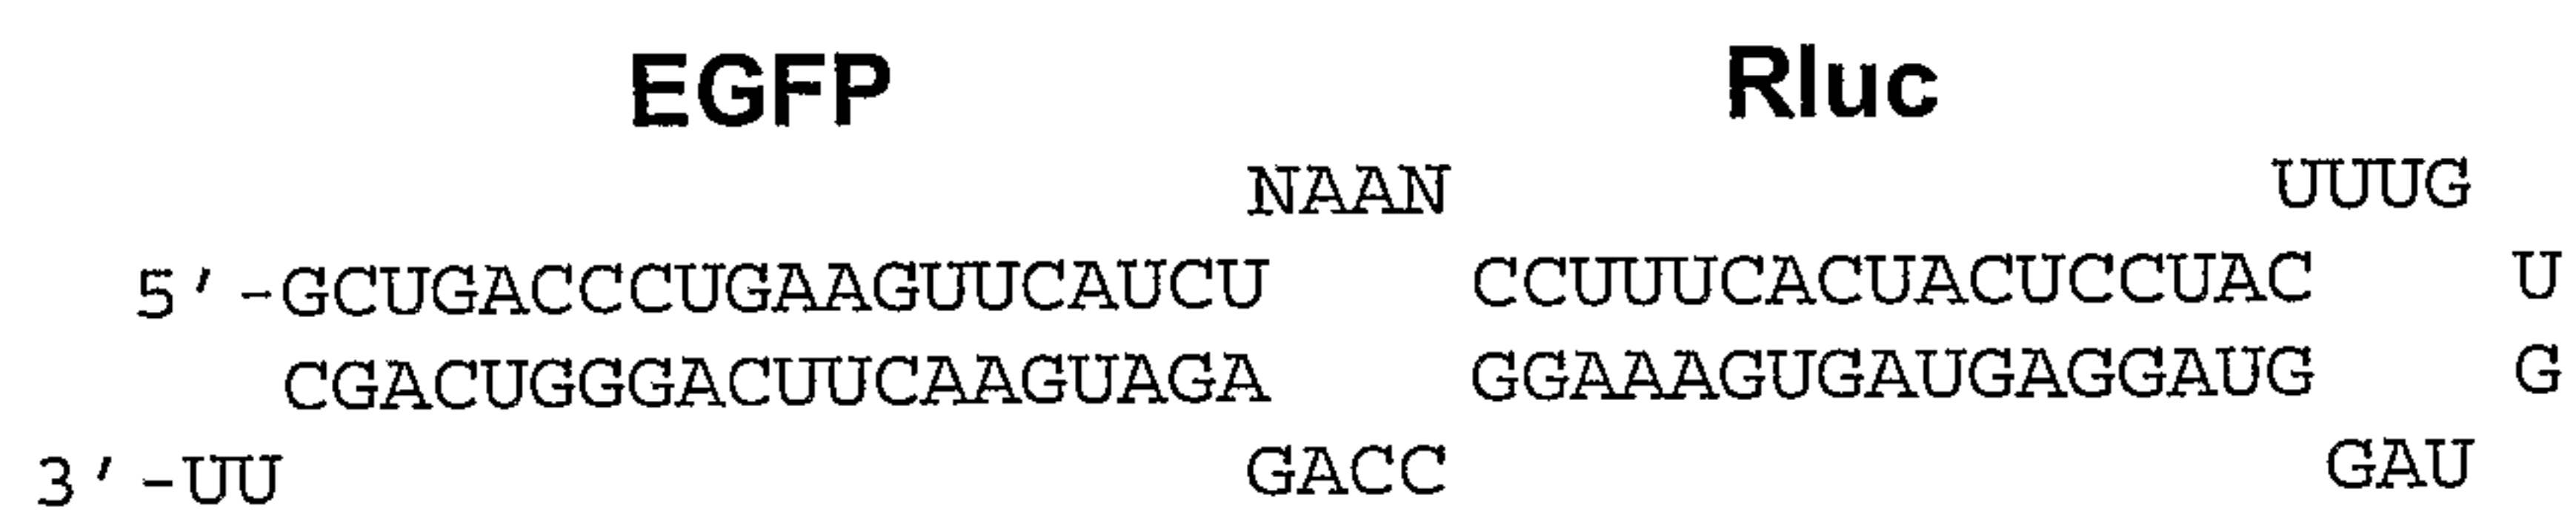 EGFP Rluc
NAAN UUUG
5'-GCUGACCCUGAAGUUCAUCU CCUUUCACUACUCCUAC U
CGACUGGGACUUCAAGUAGA GGAAAGUGAUGAGGAUG G
3'-UU GACC GAU